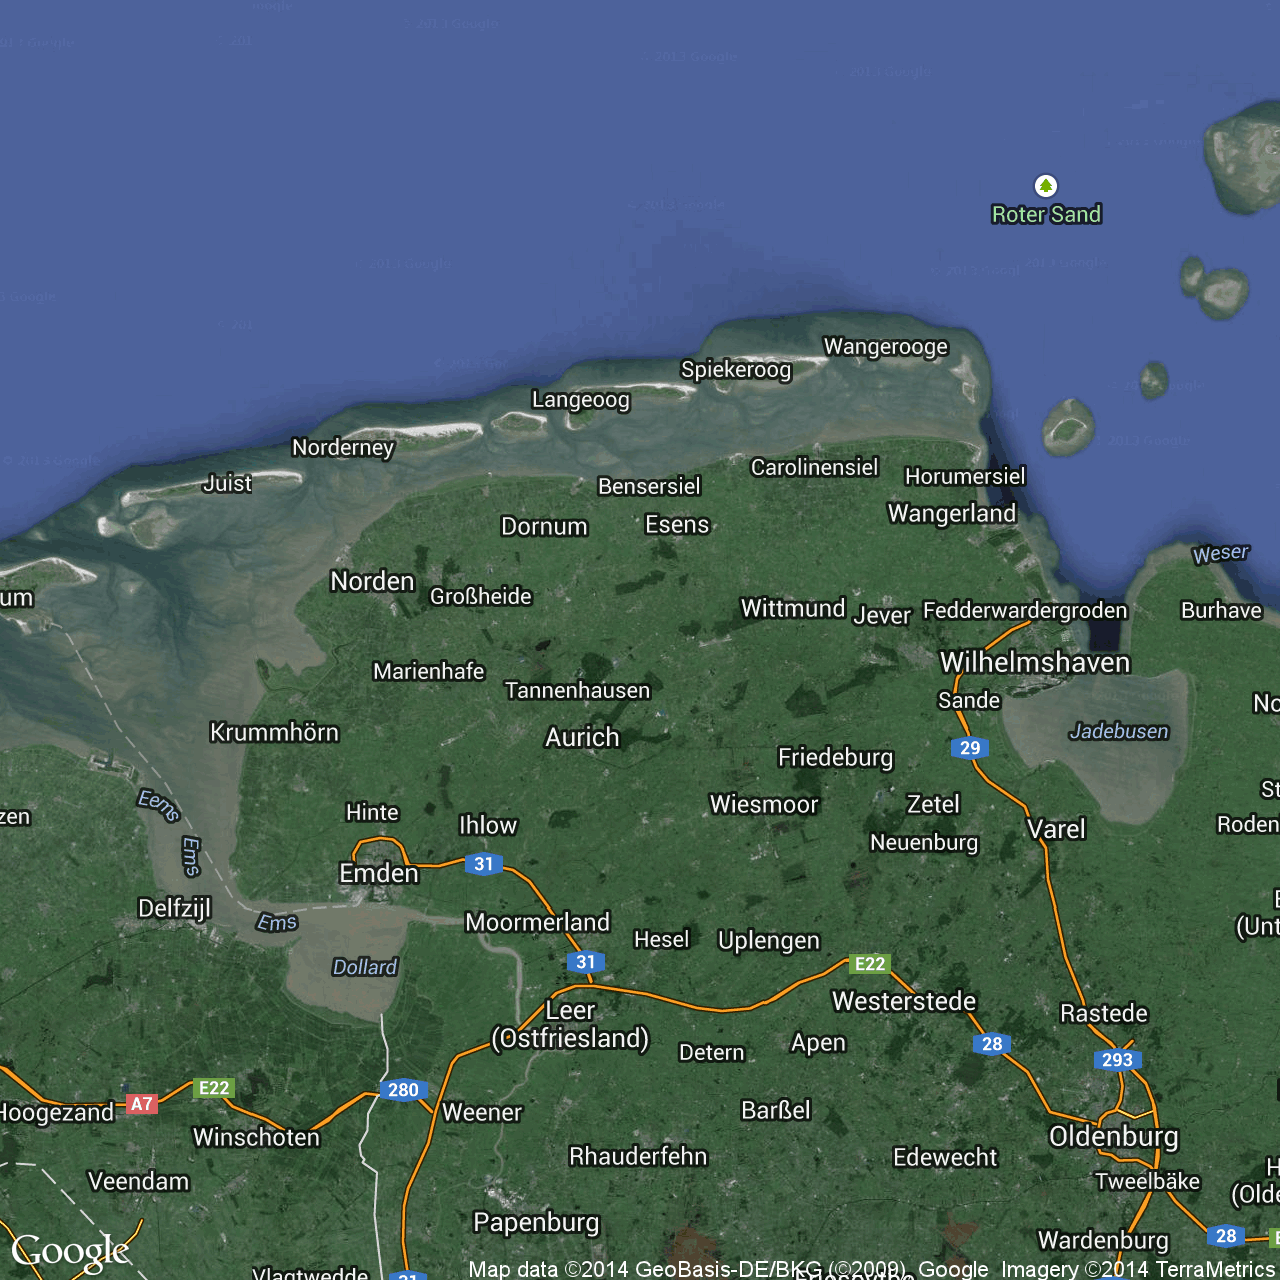 Roter Sand
Wangerooge
Spiekeroog
Langeoog
Norderney
Juist
Carolinensiel
Horumersiel
Bensersiel
Wangerland
Dornum
Esens
Weser
Norden
Großheide
um
Wittmund
Jever
Fedderwardergroden
Burhave
Wilhelmshaven
Marienhafe
Tannenhausen
Sande
No
Krummhörn
Aurich
Jadebusen
29
Friedeburg
Eems
Wiesmoor
Zetel
St
Hinte
zen
Ihlow
Varel
Roden
Neuenburg
Ems
31
Emden
Delfzijl
Ems
Moormerland
Hesel
Uplengen
(Unt
31
E22
Dollard
Westerstede
Leer
(Ostfriesland)
Rastede
Apen
28
Detern
293
E22
280
A7
Hoogezand
Weener
Barßel
Winschoten
Oldenburg
Rhauderfehn
Edewecht
H
(Olde
Veendam
Tweelbäke
Papenburg
Wardenburg
28
E
Google
Vlagtwedde
31
Map data ©2014 GeoBasis-DE/BKG (©2009), Google Imagery ©2014 TerraMetrics